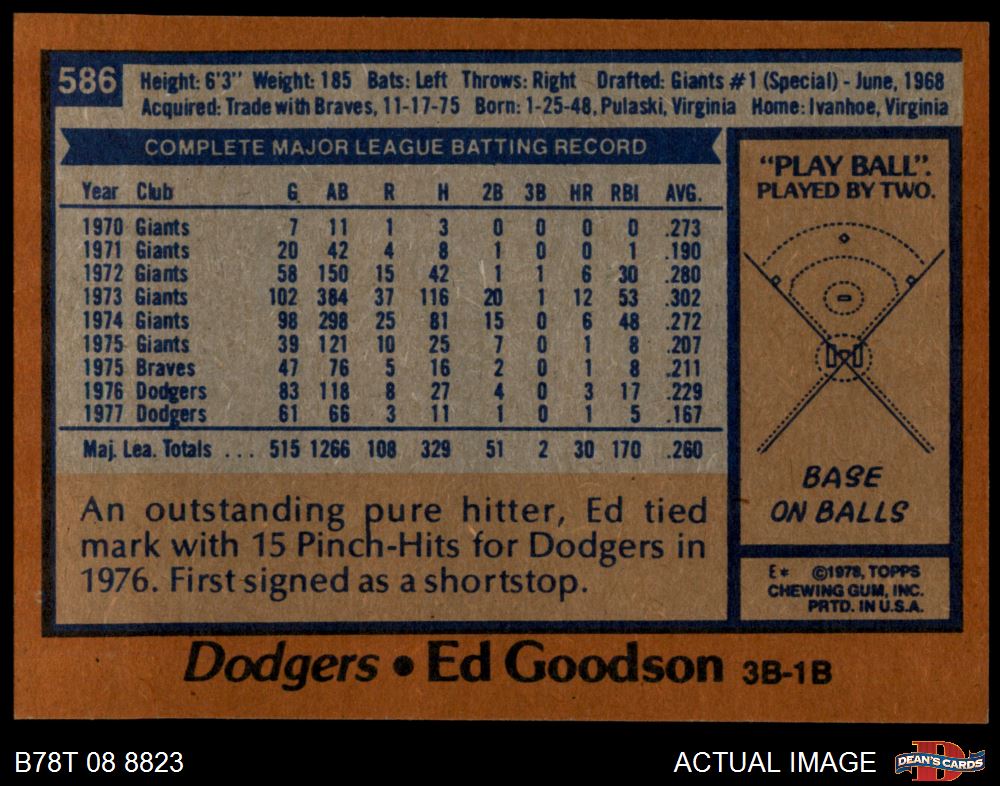 586
Height: 6'3" Weight: 185 Bats: Left Throws: Right Drafted: Giants #1 (Special) - June, 1968
Acquired: Trade with Braves, 11-17-75 Born: 1-25-48, Pulaski, Virginia Home: Ivanhoe, Virginia
COMPLETE MAJOR LEAGUE BATTING RECORD
Year Club G AB R H 2B 3B HR RBI AVG.
1970 Giants 7 11 1 3 0 0 0 0 .273
1971 Giants 20 42 4 8 1 0 0 1 .190
1972 Giants 58 150 15 42 1 1 6 30 .280
1973 Giants 102 384 37 116 20 1 12 53 .302
1974 Giants 98 298 25 81 15 0 6 48 .272
1975 Giants 39 121 10 25 7 0 1 8 .207
1975 Braves 47 76 5 16 2 0 1 8 .211
1976 Dodgers 83 118 8 27 4 0 3 17 .229
1977 Dodgers 61 66 3 11 1 0 1 5 .167
Maj. Lea. Totals ... 515 1266 108 329 51 2 30 170 .260
An outstanding pure hitter, Ed tied
mark with 15 Pinch-Hits for Dodgers in
1976. First signed as a shortstop.
"PLAY BALL".
PLAYED BY TWO.
BASE
ON BALLS
E* ©1978, TOPPS
CHEWING GUM, INC.
PRTD. IN U.S.A.
Dodgers • Ed Goodson 3B-1B
B78T 08 8823
ACTUAL IMAGE
D
DEAN'S CARDS